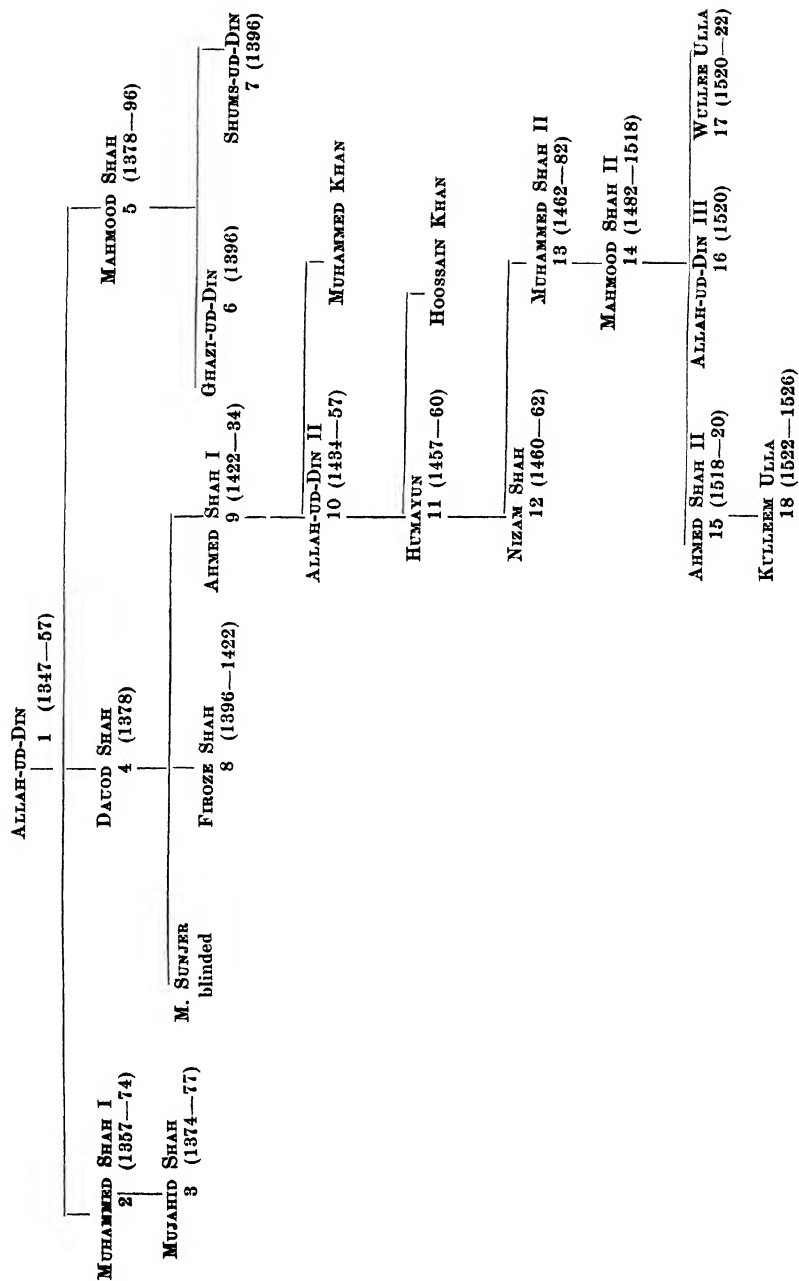 ALLAH-UD-DIN
1 (1347—57)
MUHAMMED SHAH I
2 (1357—74)
DAUOD SHAH
4 (1378)
MAHMOOD SHAH
5 (1378—96)
MUJAHID SHAH
3 (1374—77)
M. SUNJER
blinded
FIROZE SHAH
8 (1396—1422)
AHMED SHAH I
9 (1422—34)
GHAZI-UD-DIN
6 (1396)
SHUMS-UD-DIN
7 (1396)
ALLAH-UD-DIN II
10 (1434—57)
MUHAMMED KHAN
HUMAYUN
11 (1457—60)
HOOSSAIN KHAN
NIZAM SHAH
12 (1460—62)
MUHAMMED SHAH II
13 (1462—82)
MAHMOOD SHAH II
14 (1482—1518)
AHMED SHAH II
15 (1518—20)
ALLAH-UD-DIN III
16 (1520)
WULLEE ULLA
17 (1520—22)
KULLEEM ULLA
18 (1522—1526)